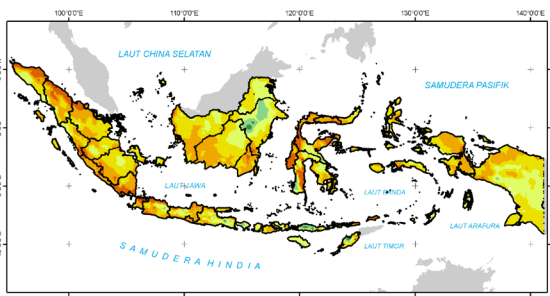 100°0'0"E 110°0'0"E 120°0'0"E 130°0'0"E 140°0'0"E
LAUT CHINA SELATAN
SAMUDERA PASIFIK
LAUT JAWA
LAUT BANDA
LAUT ARAFURA
LAUT TIMOR
SAMUDERA HINDIA